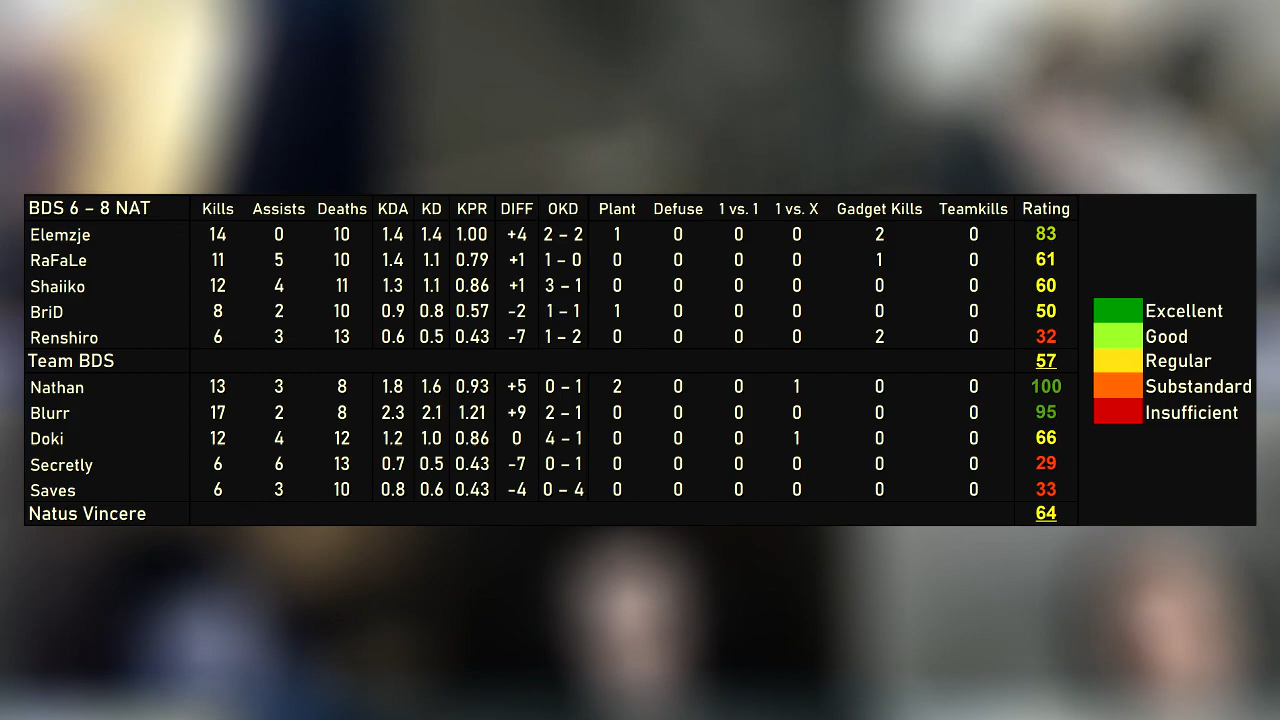 BDS 6 – 8 NAT Kills Assists Deaths KDA KD KPR DIFF OKD Plant Defuse 1 vs. 1 1 vs. X Gadget Kills Teamkills Rating
Elemzje 14 0 10 1.4 1.4 1.00 +4 2 – 2 1 0 0 0 2 0 83
RaFaLe 11 5 10 1.4 1.1 0.79 +1 1 – 0 0 0 0 0 1 0 61
Shaiiko 12 4 11 1.3 1.1 0.86 +1 3 – 1 0 0 0 0 0 0 60
BriD 8 2 10 0.9 0.8 0.57 -2 1 – 1 1 0 0 0 0 0 50
Renshiro 6 3 13 0.6 0.5 0.43 -7 1 – 2 0 0 0 0 2 0 32
Team BDS 57
Nathan 13 3 8 1.8 1.6 0.93 +5 0 – 1 2 0 0 1 0 0 100
Blurr 17 2 8 2.3 2.1 1.21 +9 2 – 1 0 0 0 0 0 0 95
Doki 12 4 12 1.2 1.0 0.86 0 4 – 1 0 0 0 1 0 0 66
Secretly 6 6 13 0.7 0.5 0.43 -7 0 – 1 0 0 0 0 0 0 29
Saves 6 3 10 0.8 0.6 0.43 -4 0 – 4 0 0 0 0 0 0 33
Natus Vincere 64
Excellent
Good
Regular
Substandard
Insufficient